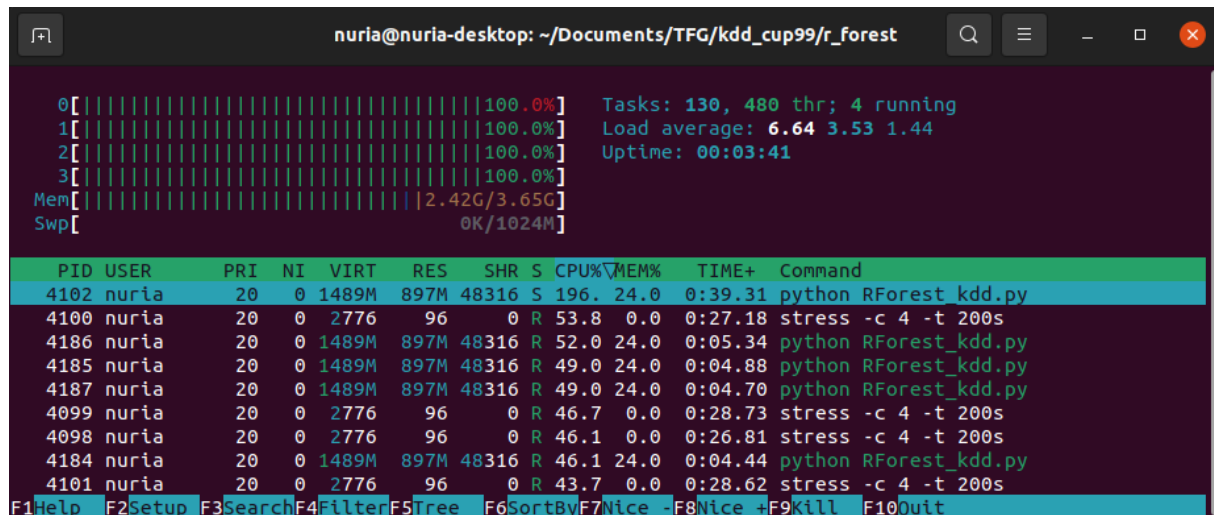 nuria@nuria-desktop: ~/Documents/TFG/kdd_cup99/r_forest
0[||||||||||||||||||||||||||||||||||100.0%] Tasks: 130, 480 thr; 4 running
1[||||||||||||||||||||||||||||||||||100.0%] Load average: 6.64 3.53 1.44
2[||||||||||||||||||||||||||||||||||100.0%] Uptime: 00:03:41
3[||||||||||||||||||||||||||||||||||100.0%]
Mem[|||||||||||||||||||||||||||||2.42G/3.65G]
Swp[ 0K/1024M]
PID USER PRI NI VIRT RES SHR S CPU%▽MEM% TIME+ Command
4102 nuria 20 0 1489M 897M 48316 S 196. 24.0 0:39.31 python RForest_kdd.py
4100 nuria 20 0 2776 96 0 R 53.8 0.0 0:27.18 stress -c 4 -t 200s
4186 nuria 20 0 1489M 897M 48316 R 52.0 24.0 0:05.34 python RForest_kdd.py
4185 nuria 20 0 1489M 897M 48316 R 49.0 24.0 0:04.88 python RForest_kdd.py
4187 nuria 20 0 1489M 897M 48316 R 49.0 24.0 0:04.70 python RForest_kdd.py
4099 nuria 20 0 2776 96 0 R 46.7 0.0 0:28.73 stress -c 4 -t 200s
4098 nuria 20 0 2776 96 0 R 46.1 0.0 0:26.81 stress -c 4 -t 200s
4184 nuria 20 0 1489M 897M 48316 R 46.1 24.0 0:04.44 python RForest_kdd.py
4101 nuria 20 0 2776 96 0 R 43.7 0.0 0:28.62 stress -c 4 -t 200s
F1Help F2Setup F3SearchF4FilterF5Tree F6SortByF7Nice -F8Nice +F9Kill F10Quit